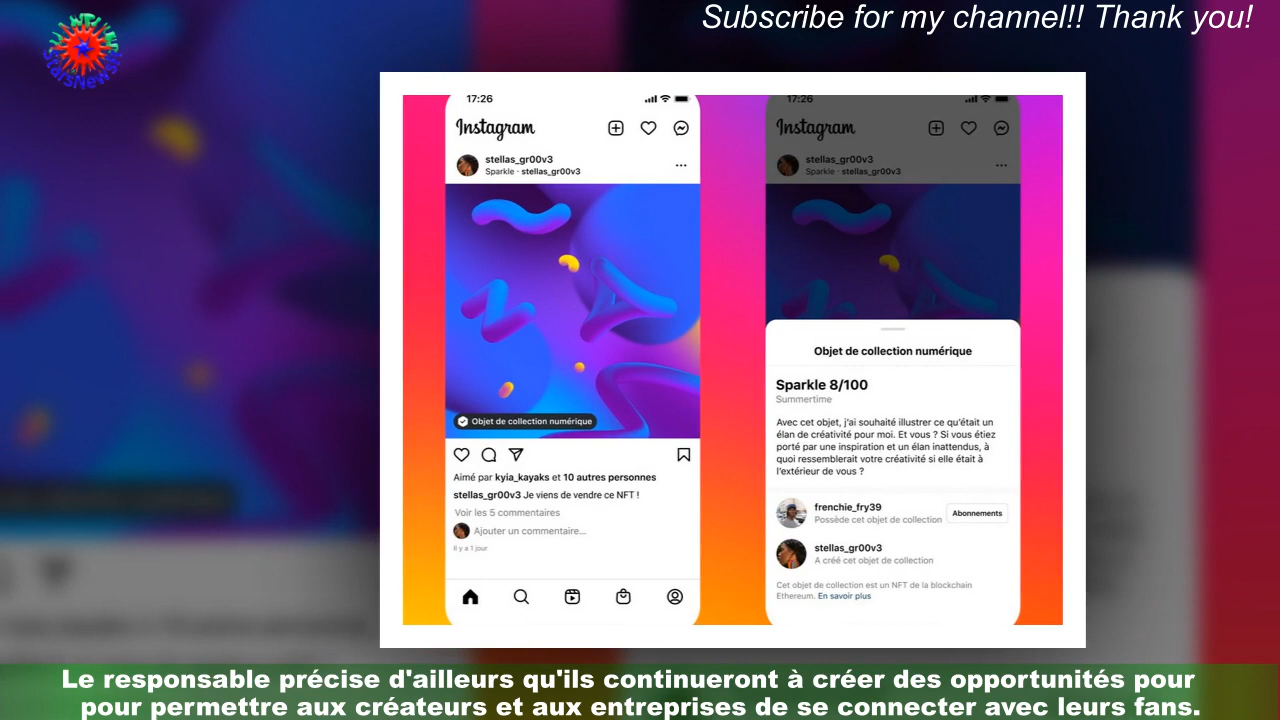 Subscribe for my channel!! Thank you!
StarsNews
17:26
Instagram
stellas_gr00v3
Sparkle · stellas_gr00v3
Objet de collection numérique
Aimé par kyia_kayaks et 10 autres personnes
stellas_gr00v3 Je viens de vendre ce NFT !
Voir les 5 commentaires
Ajouter un commentaire...
Il y a 1 jour
17:26
Instagram
stellas_gr00v3
Sparkle · stellas_gr00v3
Objet de collection numérique
Sparkle 8/100
Summertime
Avec cet objet, j'ai souhaité illustrer ce qu'était un
élan de créativité pour moi. Et vous ? Si vous étiez
porté par une inspiration et un élan inattendus, à
quoi ressemblerait votre créativité si elle était à
l'extérieur de vous ?
frenchie_fry39
Possède cet objet de collection
Abonnements
stellas_gr00v3
A créé cet objet de collection
Cet objet de collection est un NFT de la blockchain
Ethereum. En savoir plus
Le responsable précise d'ailleurs qu'ils continueront à créer des opportunités pour
pour permettre aux créateurs et aux entreprises de se connecter avec leurs fans.